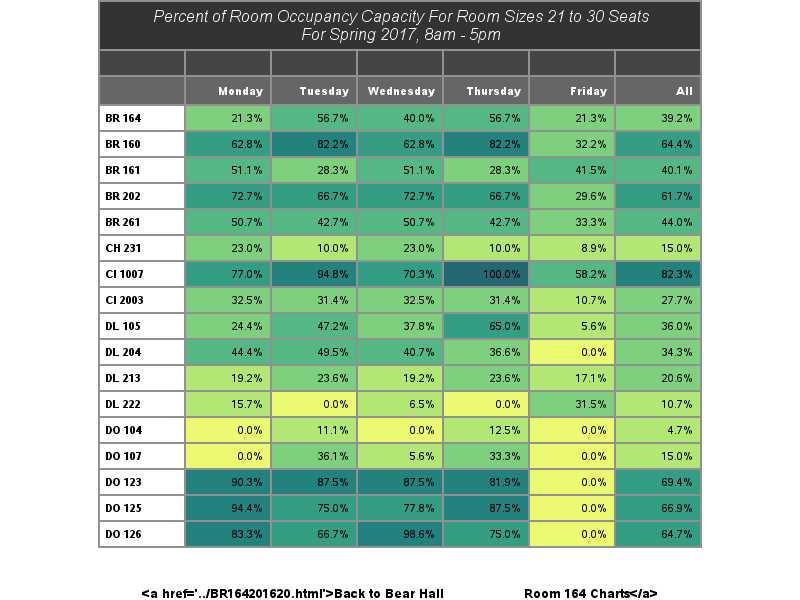 Percent of Room Occupancy Capacity For Room Sizes 21 to 30 Seats
For Spring 2017, 8am - 5pm
Monday Tuesday Wednesday Thursday Friday All
BR 164 21.3% 56.7% 40.0% 56.7% 21.3% 39.2%
BR 160 62.8% 82.2% 62.8% 82.2% 32.2% 64.4%
BR 161 51.1% 28.3% 51.1% 28.3% 41.5% 40.1%
BR 202 72.7% 66.7% 72.7% 66.7% 29.6% 61.7%
BR 261 50.7% 42.7% 50.7% 42.7% 33.3% 44.0%
CH 231 23.0% 10.0% 23.0% 10.0% 8.9% 15.0%
CI 1007 77.0% 94.8% 70.3% 100.0% 58.2% 82.3%
CI 2003 32.5% 31.4% 32.5% 31.4% 10.7% 27.7%
DL 105 24.4% 47.2% 37.8% 65.0% 5.6% 36.0%
DL 204 44.4% 49.5% 40.7% 36.6% 0.0% 34.3%
DL 213 19.2% 23.6% 19.2% 23.6% 17.1% 20.6%
DL 222 15.7% 0.0% 6.5% 0.0% 31.5% 10.7%
DO 104 0.0% 11.1% 0.0% 12.5% 0.0% 4.7%
DO 107 0.0% 36.1% 5.6% 33.3% 0.0% 15.0%
DO 123 90.3% 87.5% 87.5% 81.9% 0.0% 69.4%
DO 125 94.4% 75.0% 77.8% 87.5% 0.0% 66.9%
DO 126 83.3% 66.7% 98.6% 75.0% 0.0% 64.7%
<a href='../BR164201620.html'>Back to Bear Hall Room 164 Charts</a>